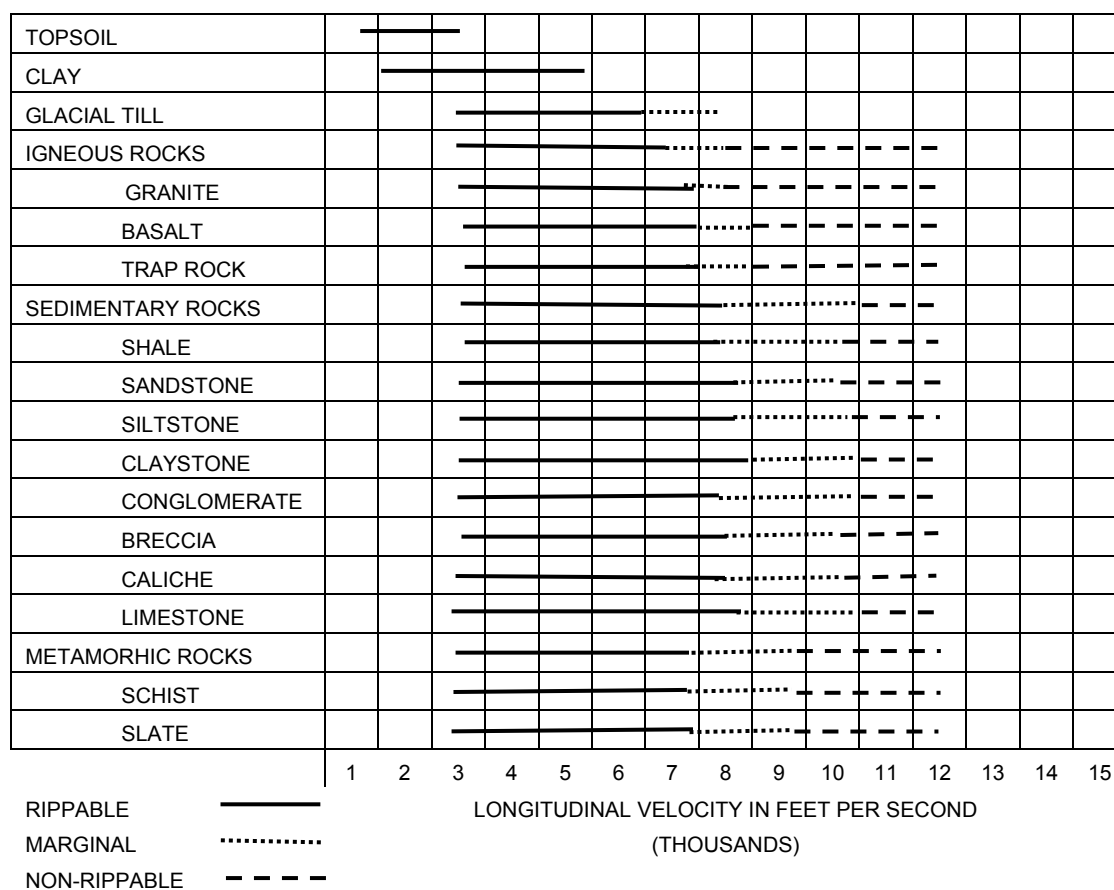 TOPSOIL
CLAY
GLACIAL TILL
IGNEOUS ROCKS
GRANITE
BASALT
TRAP ROCK
SEDIMENTARY ROCKS
SHALE
SANDSTONE
SILTSTONE
CLAYSTONE
CONGLOMERATE
BRECCIA
CALICHE
LIMESTONE
METAMORHIC ROCKS
SCHIST
SLATE
1 2 3 4 5 6 7 8 9 10 11 12 13 14 15
RIPPABLE LONGITUDINAL VELOCITY IN FEET PER SECOND
MARGINAL (THOUSANDS)
NON-RIPPABLE